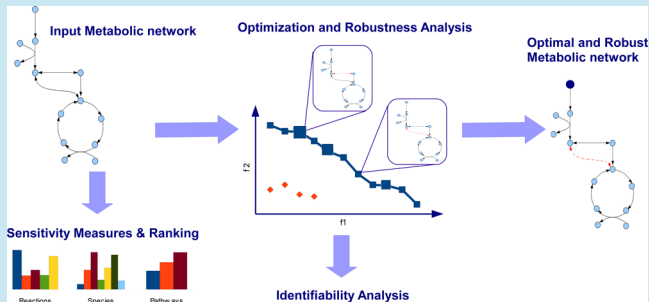 Input Metabolic network
Optimization and Robustness Analysis
Optimal and Robust
Metabolic network
f2
f1
Sensitivity Measures & Ranking
Reactions
Species
Pathways
Identifiability Analysis